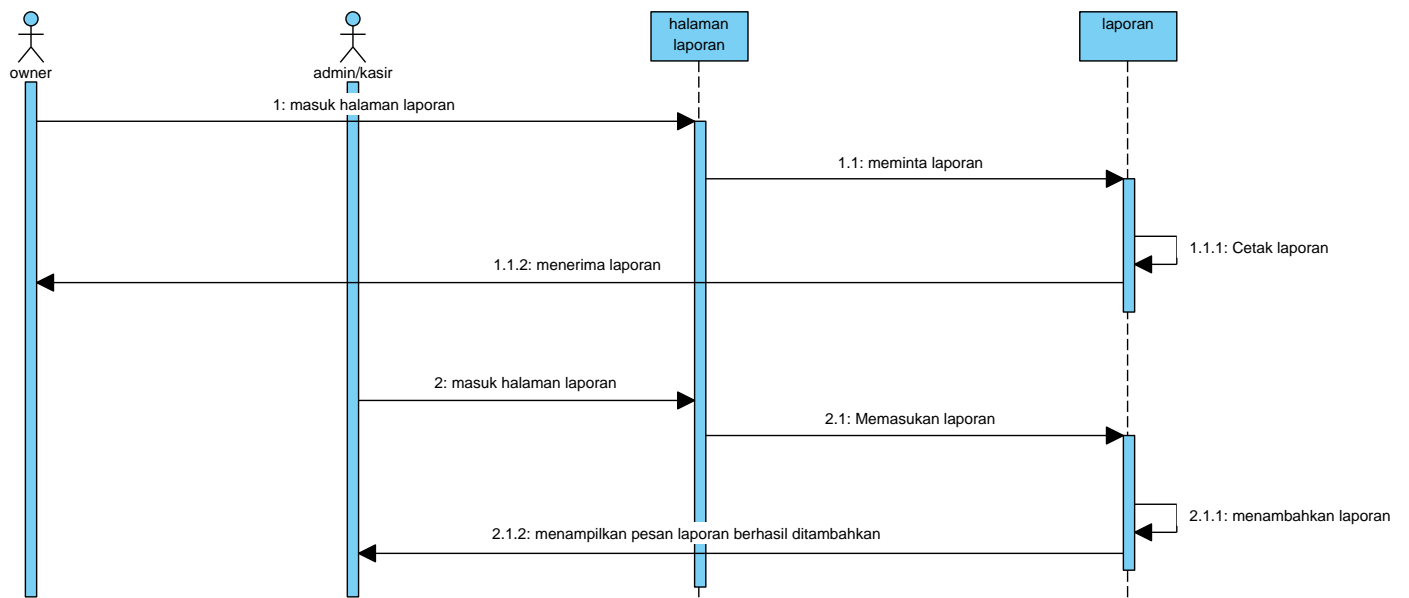 owner
admin/kasir
halaman
laporan
laporan
1: masuk halaman laporan
1.1: meminta laporan
1.1.1: Cetak laporan
1.1.2: menerima laporan
2: masuk halaman laporan
2.1: Memasukan laporan
2.1.1: menambahkan laporan
2.1.2: menampilkan pesan laporan berhasil ditambahkan